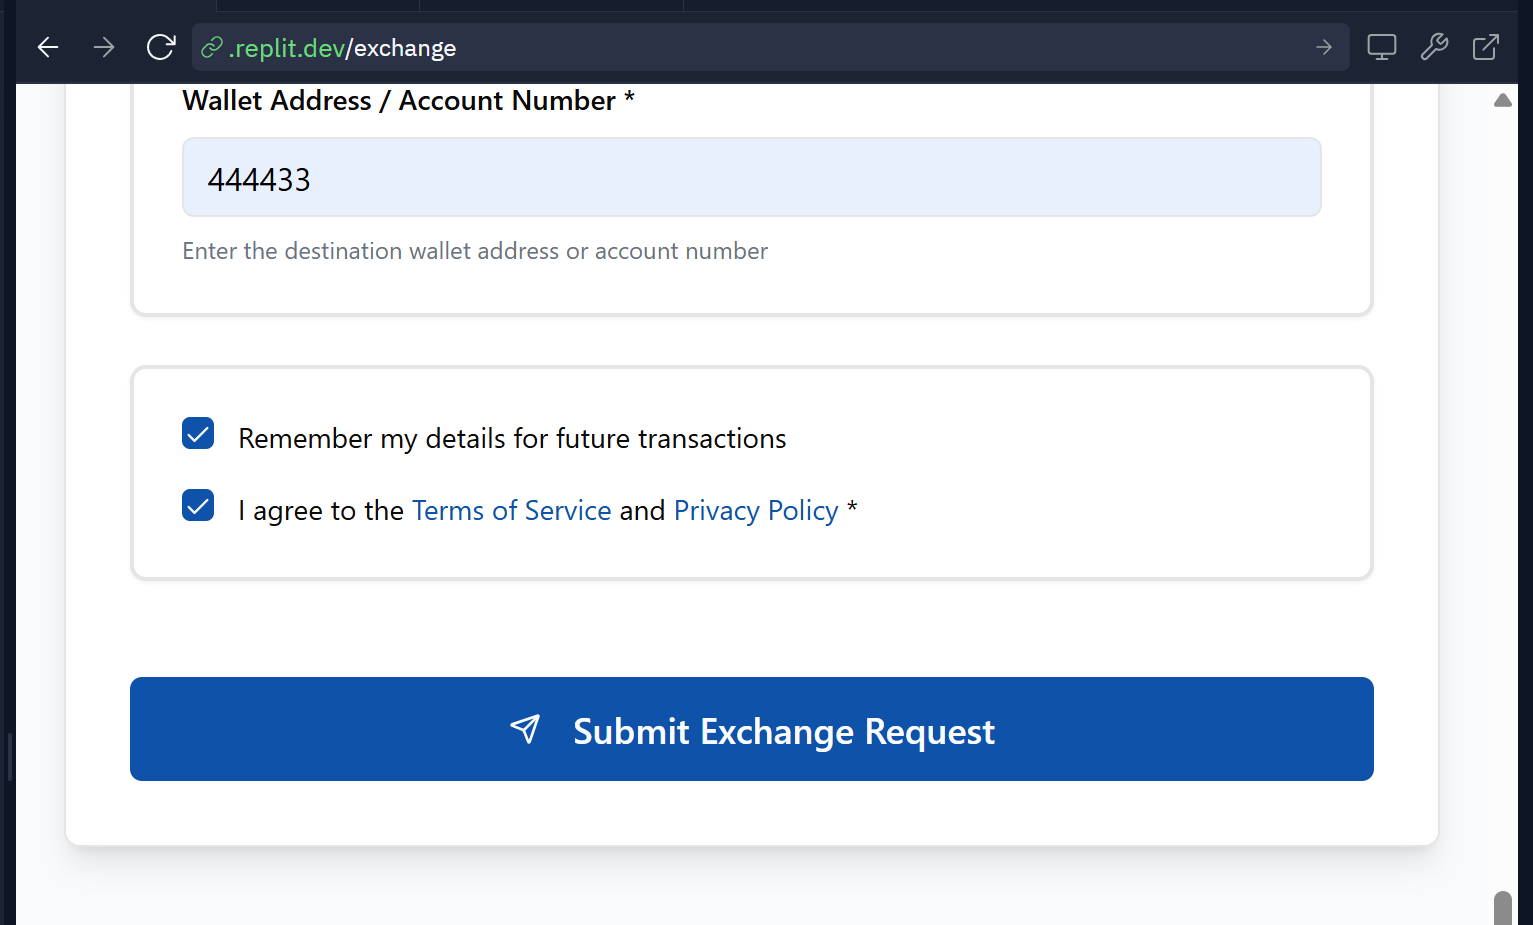 .replit.dev/exchange
Wallet Address / Account Number *
444433
Enter the destination wallet address or account number
Remember my details for future transactions
I agree to the Terms of Service and Privacy Policy *
Submit Exchange Request